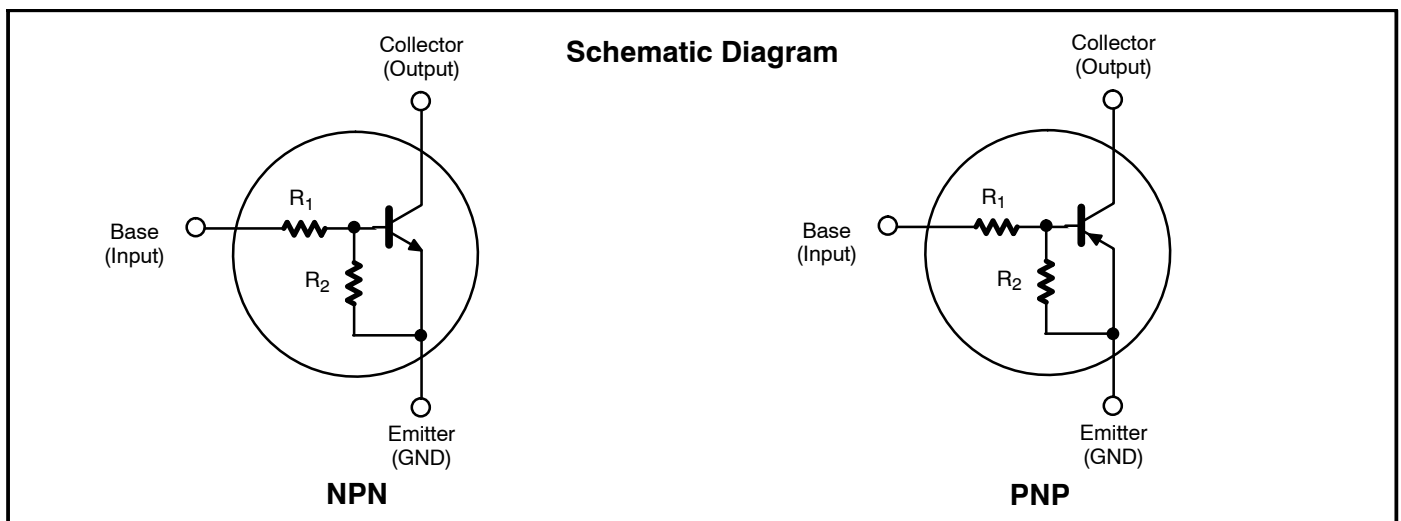 Schematic Diagram
Collector
(Output)
R1
Base
(Input)
R2
Emitter
(GND)
NPN
Collector
(Output)
R1
Base
(Input)
R2
Emitter
(GND)
PNP